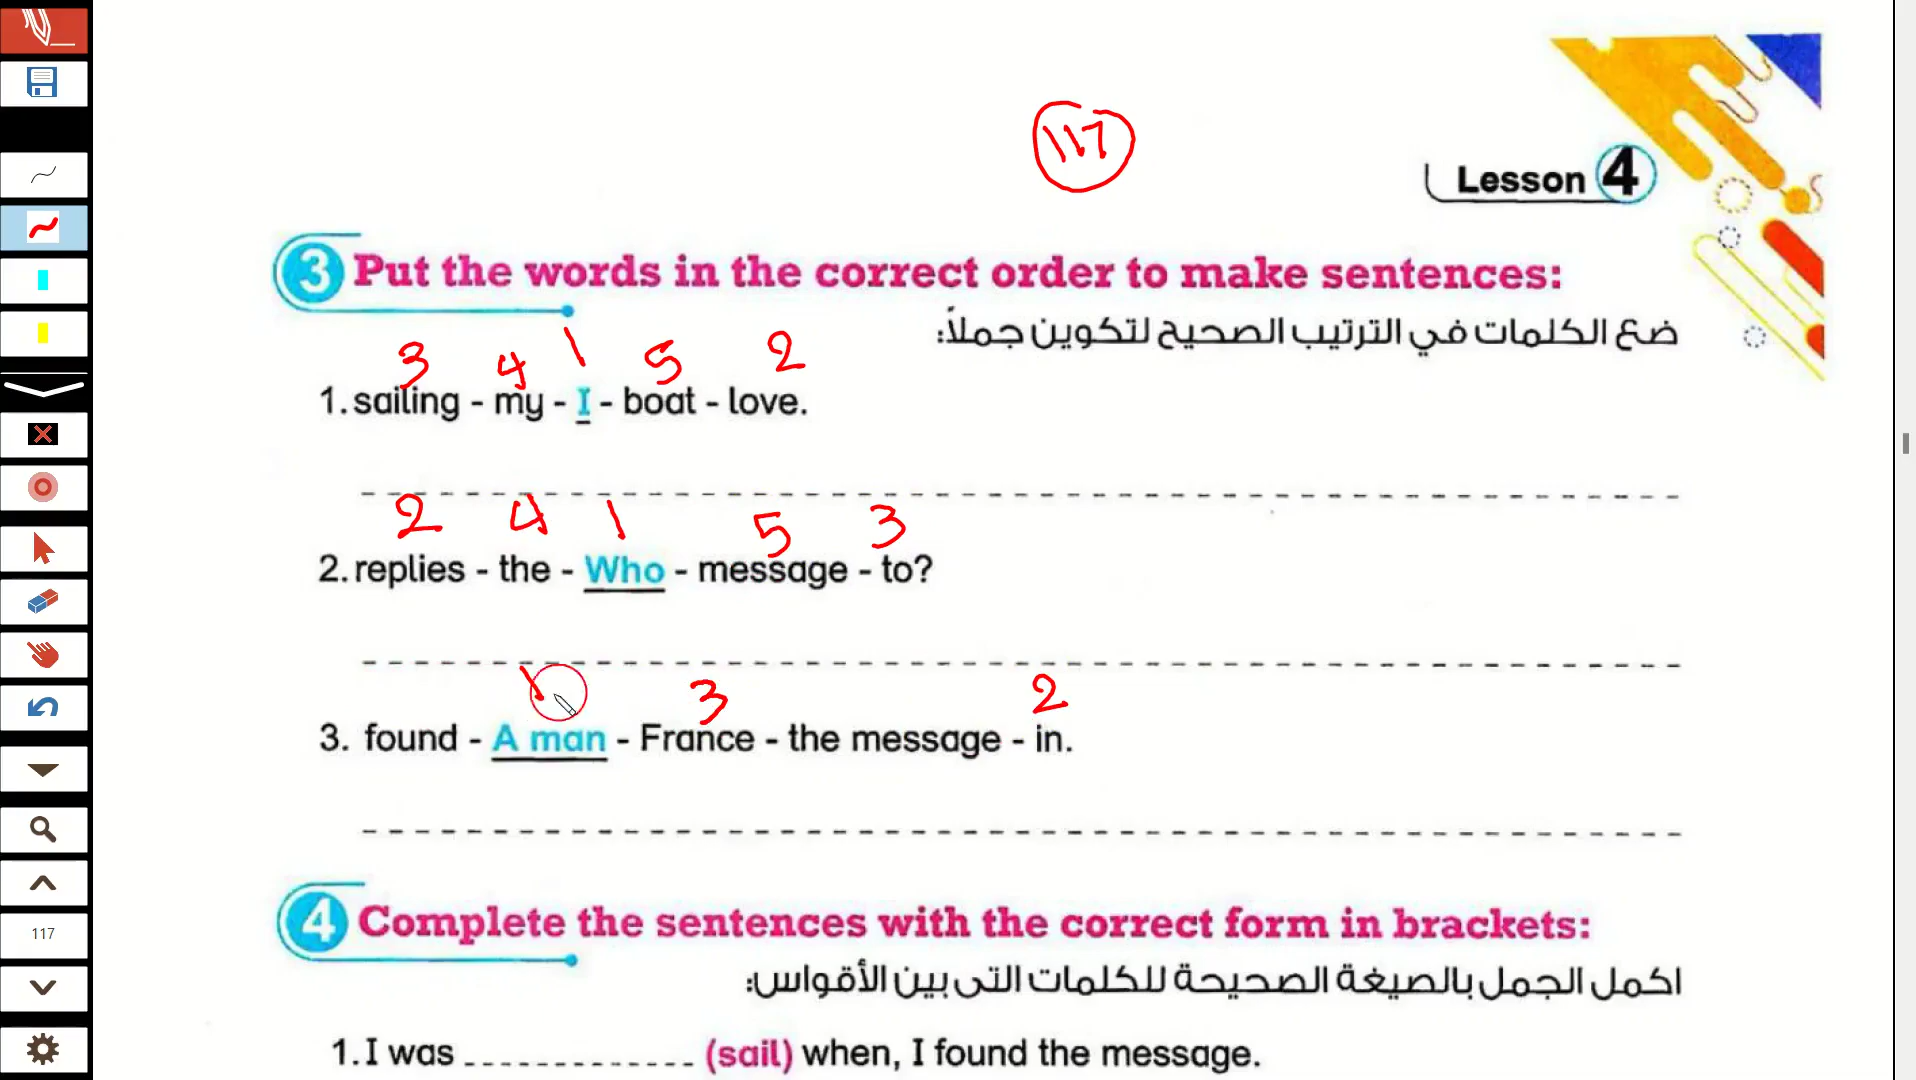 117
Lesson 4
3 Put the words in the correct order to make sentences:
ضع الكلمات في الترتيب الصحيح لتكوين جملاً:
3 4 1 5 2
1. sailing - my - I - boat - love.
2 4 1 5 3
2. replies - the - Who - message - to?
1 3 2
3. found - A man - France - the message - in.
4 Complete the sentences with the correct form in brackets:
اكمل الجمل بالصيغة الصحيحة للكلمات التى بين الأقواس:
117
1. I was ............. (sail) when, I found the message.